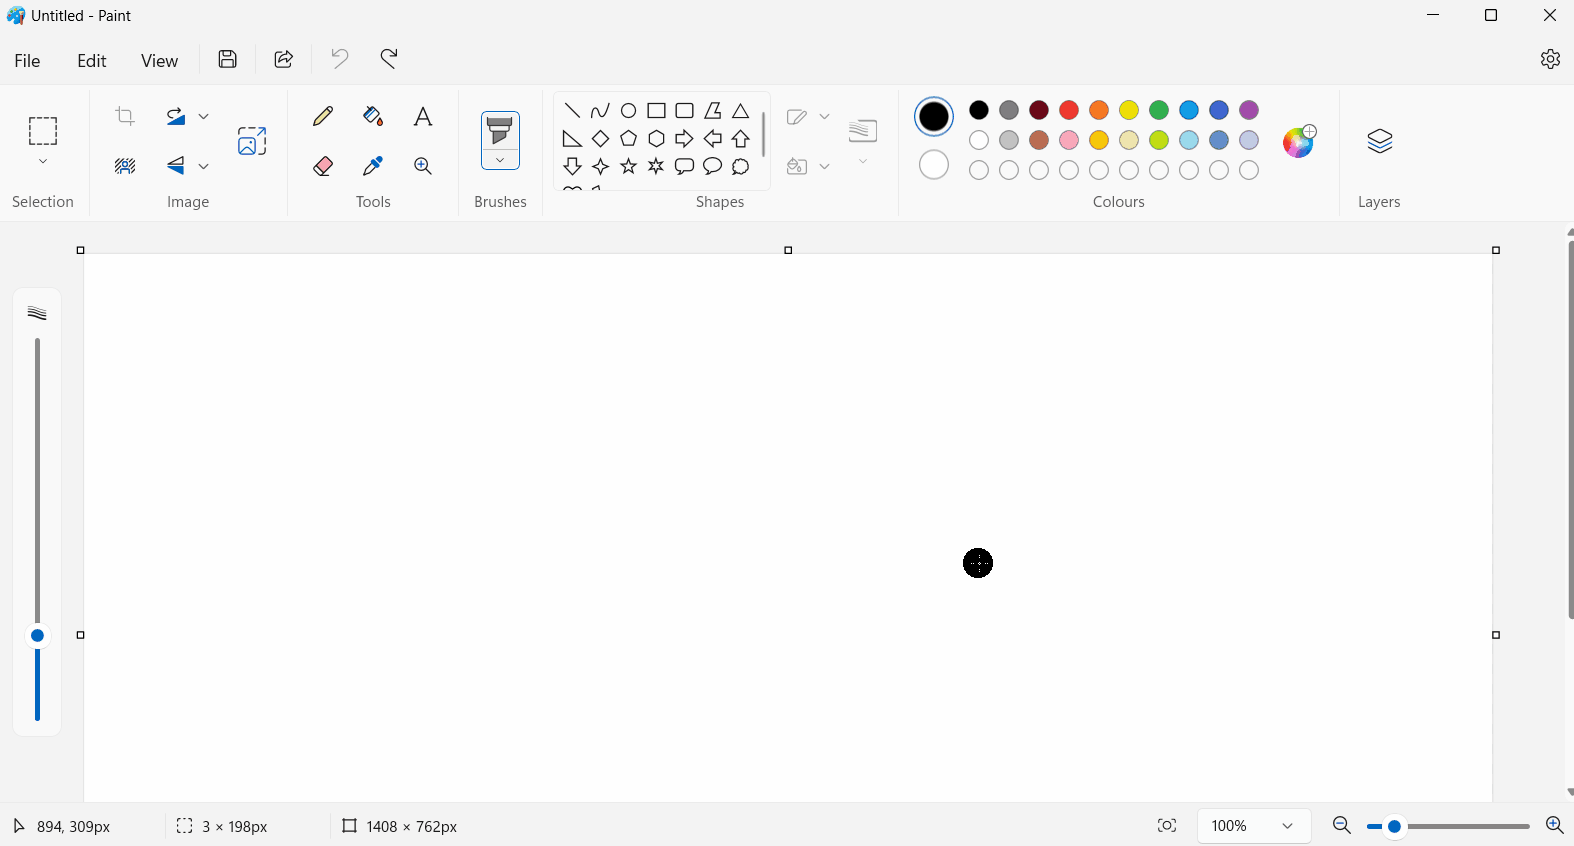 Untitled - Paint
File Edit View
Selection Image Tools Brushes Shapes Colours Layers
894, 309px 3 × 198px 1408 × 762px 100%